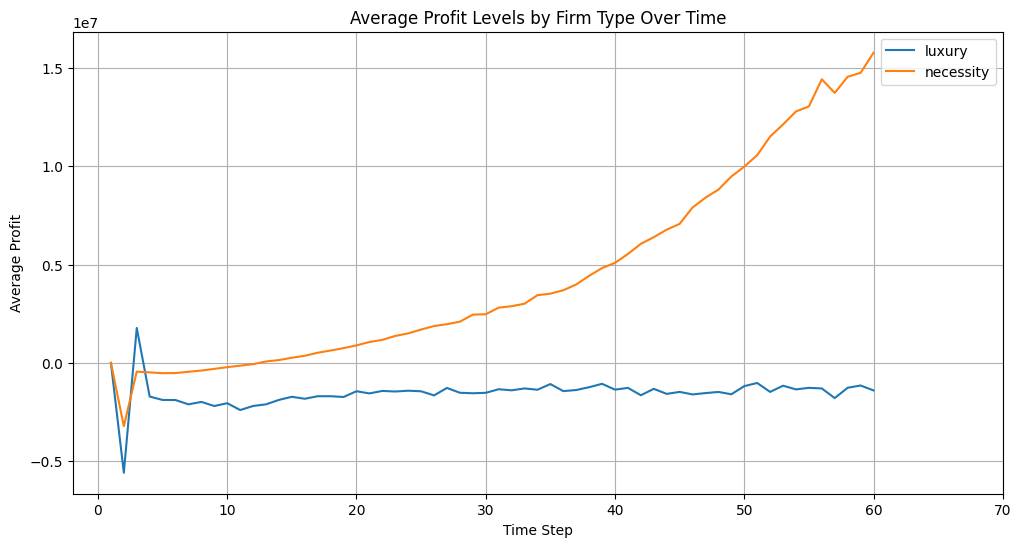 Average Profit Levels by Firm Type Over Time
1e7
luxury
necessity
1.5
1.0
0.5
0.0
−0.5
Average Profit
0 10 20 30 40 50 60 70
Time Step